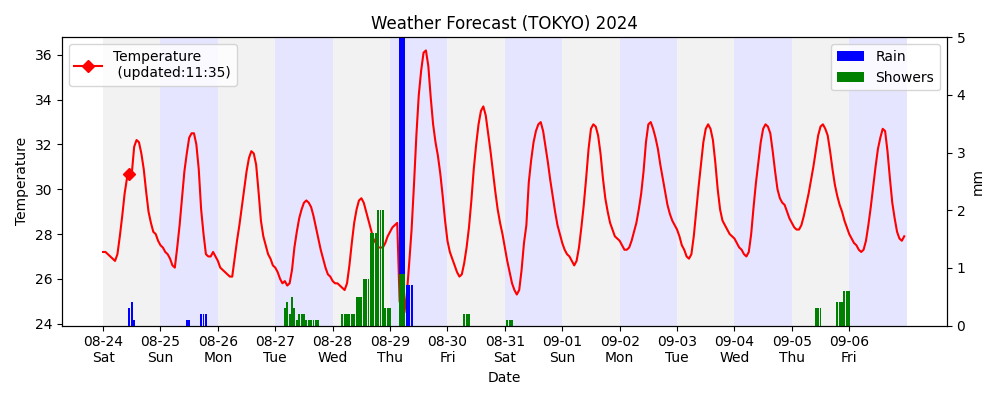 Weather Forecast (TOKYO) 2024
Temperature
(updated:11:35)
Rain
Showers
36
34
32
30
28
26
24
Temperature
5
4
3
2
1
0
mm
08-24 08-25 08-26 08-27 08-28 08-29 08-30 08-31 09-01 09-02 09-03 09-04 09-05 09-06
Sat Sun Mon Tue Wed Thu Fri Sat Sun Mon Tue Wed Thu Fri
Date